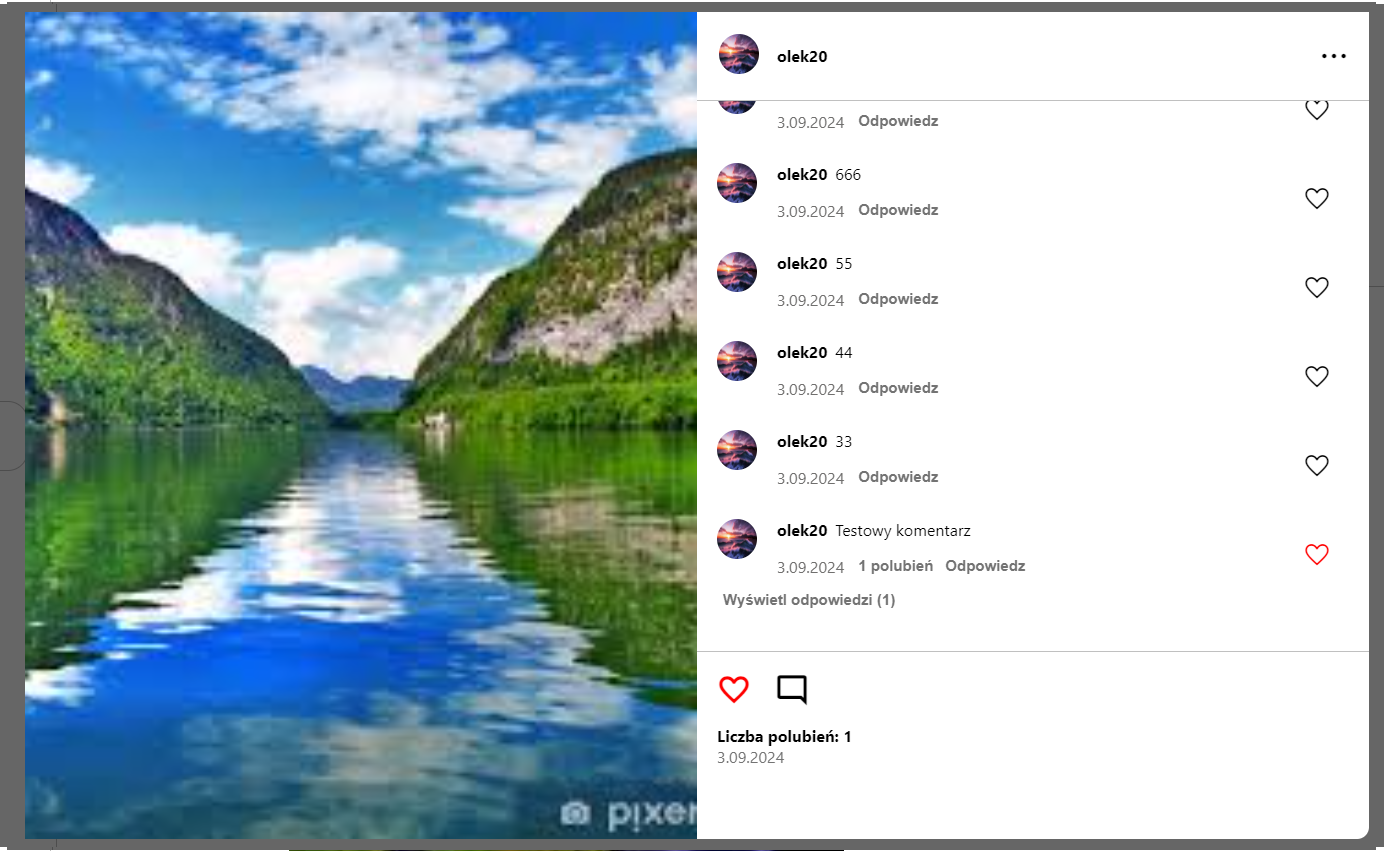 olek20
3.09.2024 Odpowiedz
olek20 666
3.09.2024 Odpowiedz
olek20 55
3.09.2024 Odpowiedz
olek20 44
3.09.2024 Odpowiedz
olek20 33
3.09.2024 Odpowiedz
olek20 Testowy komentarz
3.09.2024 1 polubień Odpowiedz
Wyświetl odpowiedzi (1)
Liczba polubień: 1
3.09.2024